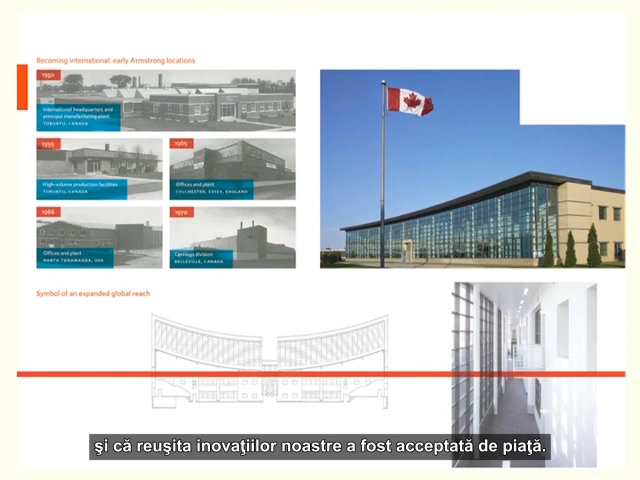 Becoming international: early Armstrong locations
1950
International headquarters and
principal manufacturing plant
TORONTO, CANADA
1955
High-volume production facilities
TORONTO, CANADA
1965
Offices and plant
COLCHESTER, ESSEX, ENGLAND
1966
Offices and plant
NORTH TONAWANDA, USA
1970
Castings division
BELLEVILLE, CANADA
Symbol of an expanded global reach
şi că reuşita inovaţiilor noastre a fost acceptată de piaţă.